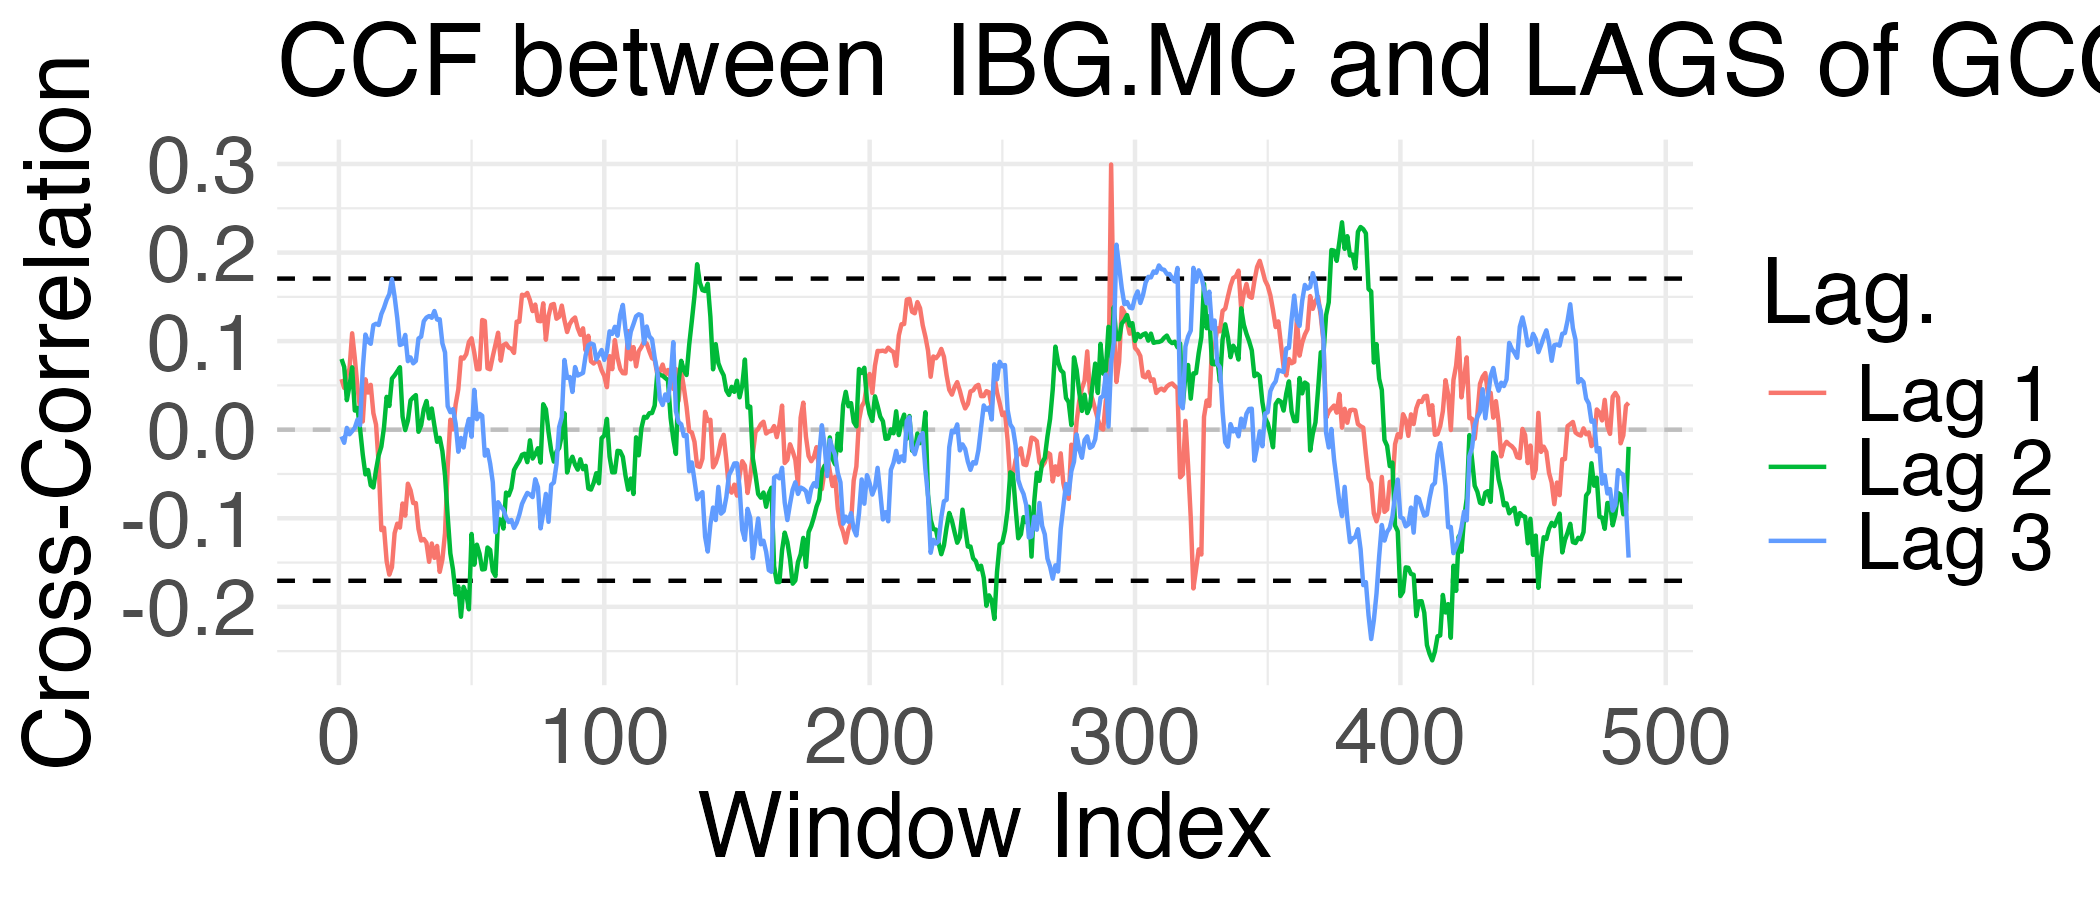 CCF between IBG.MC and LAGS of GC
Cross-Correlation
0.3
0.2
0.1
0.0
-0.1
-0.2
0 100 200 300 400 500
Window Index
Lag.
Lag 1
Lag 2
Lag 3